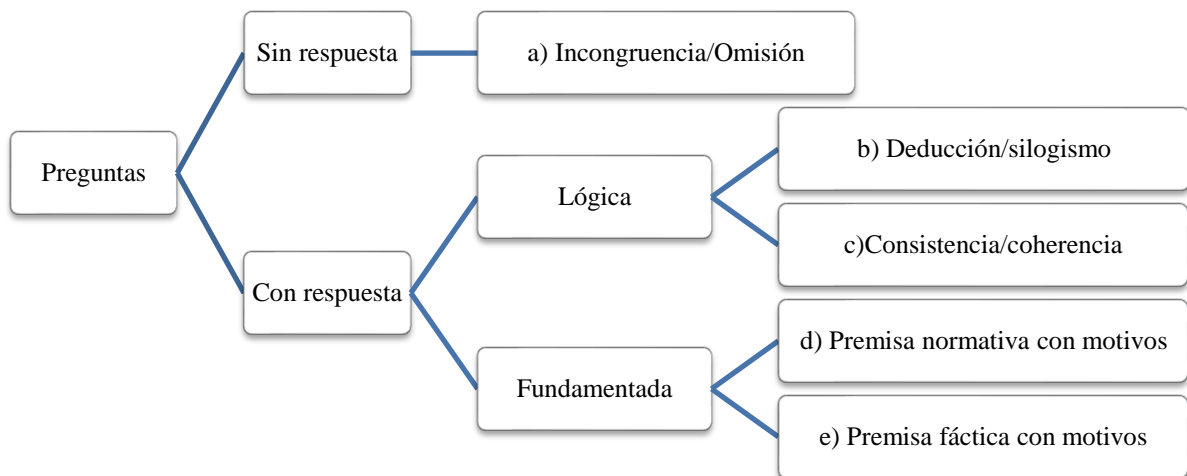 Preguntas
Sin respuesta
a) Incongruencia/Omisión
Con respuesta
Lógica
b) Deducción/silogismo
c)Consistencia/coherencia
Fundamentada
d) Premisa normativa con motivos
e) Premisa fáctica con motivos